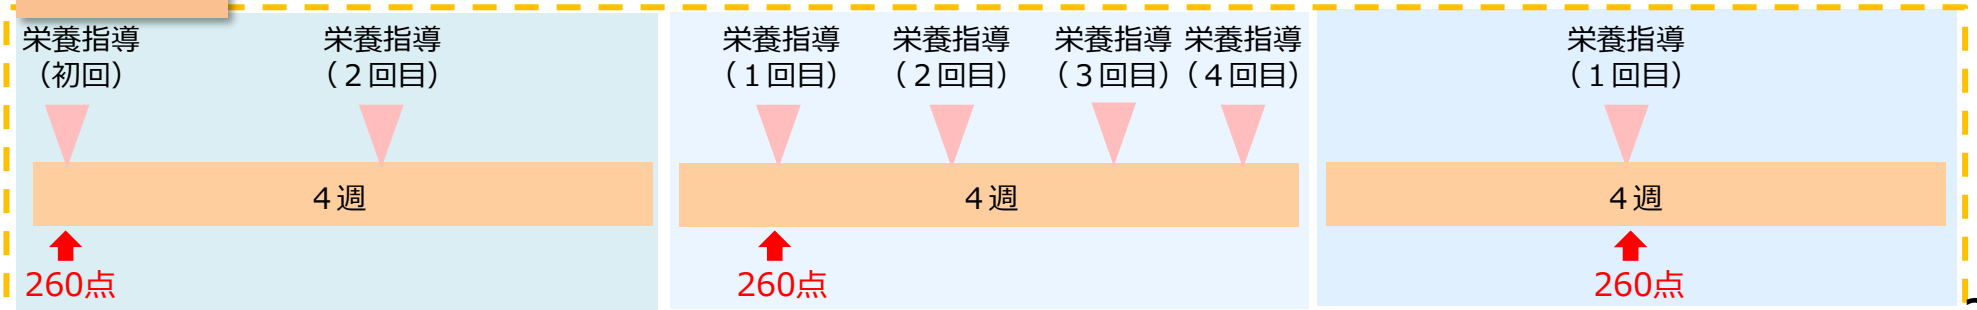 栄養指導
（初回）
栄養指導
（２回目）
栄養指導
（１回目）
栄養指導
（２回目）
栄養指導
（３回目）
栄養指導
（４回目）
栄養指導
（１回目）
４週
４週
４週
260点
260点
260点